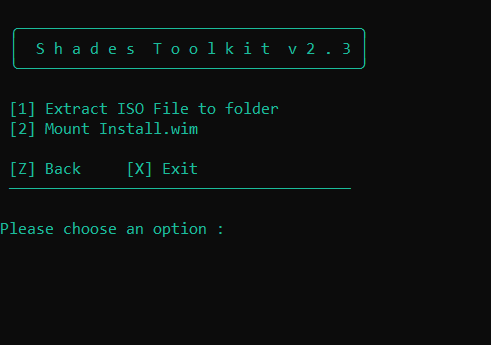 S h a d e s  T o o l k i t  v 2 . 3
[1] Extract ISO File to folder
[2] Mount Install.wim
[Z] Back     [X] Exit
Please choose an option :